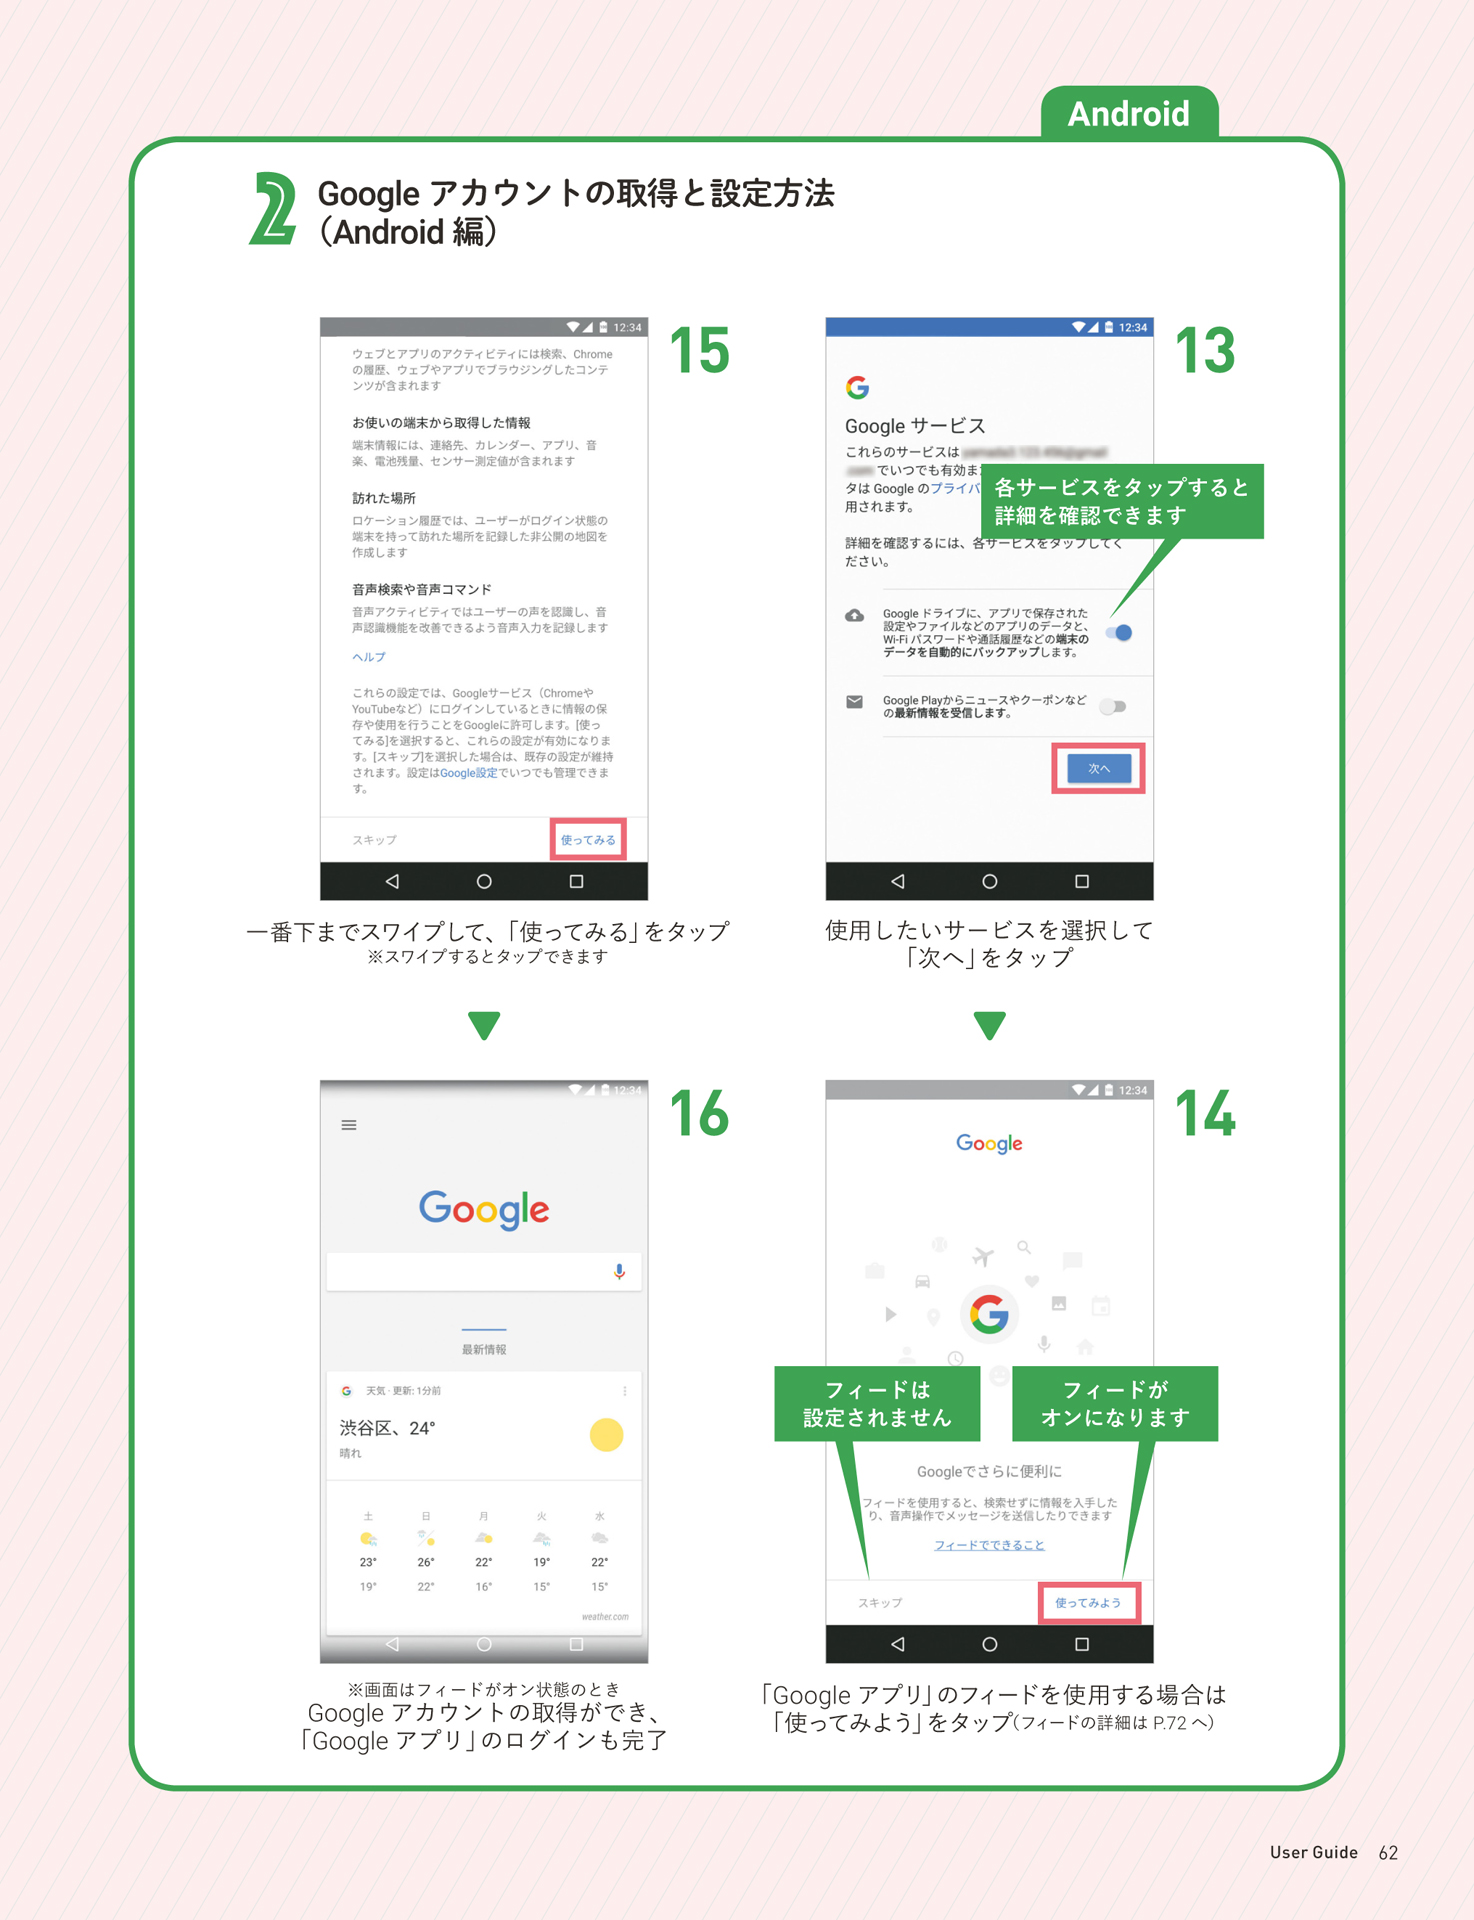 Android
2
Google アカウントの取得と設定方法
（Android 編）
13
12:34
Google サービス
これらのサービスは
でいつでも有効ま
タは Google のプライバ
用されます。
各サービスをタップすると
詳細を確認できます
詳細を確認するには、各サービスをタップしてく
ださい。
Google ドライブに、アプリで保存された
設定やファイルなどのアプリのデータと、
Wi-Fi パスワードや通話履歴などの端末の
データを自動的にバックアップします。
Google Playからニュースやクーポンなど
の最新情報を受信します。
次へ
使用したいサービスを選択して
「次へ」をタップ
14
12:34
Google
フィードは
設定されません
フィードが
オンになります
Googleでさらに便利に
フィードを使用すると、検索せずに情報を入手した
り、音声操作でメッセージを送信したりできます
フィードでできること
スキップ
使ってみよう
「Google アプリ」のフィードを使用する場合は
「使ってみよう」をタップ（フィードの詳細は P.72 へ）
15
12:34
ウェブとアプリのアクティビティには検索、Chrome
の履歴、ウェブやアプリでブラウジングしたコンテ
ンツが含まれます
お使いの端末から取得した情報
端末情報には、連絡先、カレンダー、アプリ、音
楽、電池残量、センサー測定値が含まれます
訪れた場所
ロケーション履歴では、ユーザーがログイン状態の
端末を持って訪れた場所を記録した非公開の地図を
作成します
音声検索や音声コマンド
音声アクティビティではユーザーの声を認識し、音
声認識機能を改善できるよう音声入力を記録します
ヘルプ
これらの設定では、Googleサービス（Chromeや
YouTubeなど）にログインしているときに情報の保
存や使用を行うことをGoogleに許可します。[使っ
てみる]を選択すると、これらの設定が有効になりま
す。[スキップ]を選択した場合は、既存の設定が維持
されます。設定はGoogle設定でいつでも管理できま
す。
スキップ
使ってみる
一番下までスワイプして、「使ってみる」をタップ
※スワイプするとタップできます
16
12:34
Google
最新情報
天気・更新: 1分前
渋谷区、24°
晴れ
土 日 月 火 水
23° 26° 22° 19° 22°
19° 22° 16° 15° 15°
weather.com
※画面はフィードがオン状態のとき
Google アカウントの取得ができ、
「Google アプリ」のログインも完了
User Guide 62